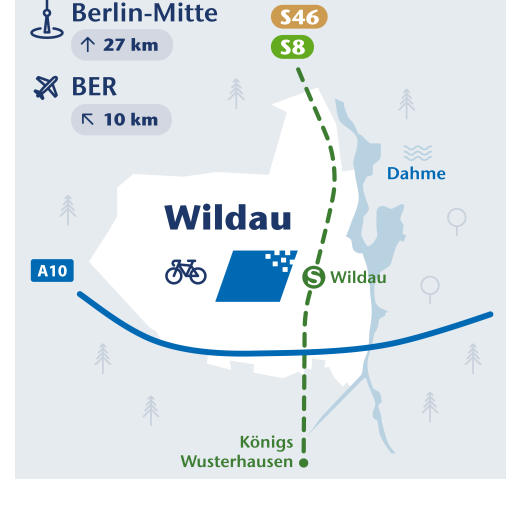 Berlin-Mitte
↑ 27 km
BER
↖ 10 km
S46
S8
Dahme
Wildau
A10
S Wildau
Königs
Wusterhausen